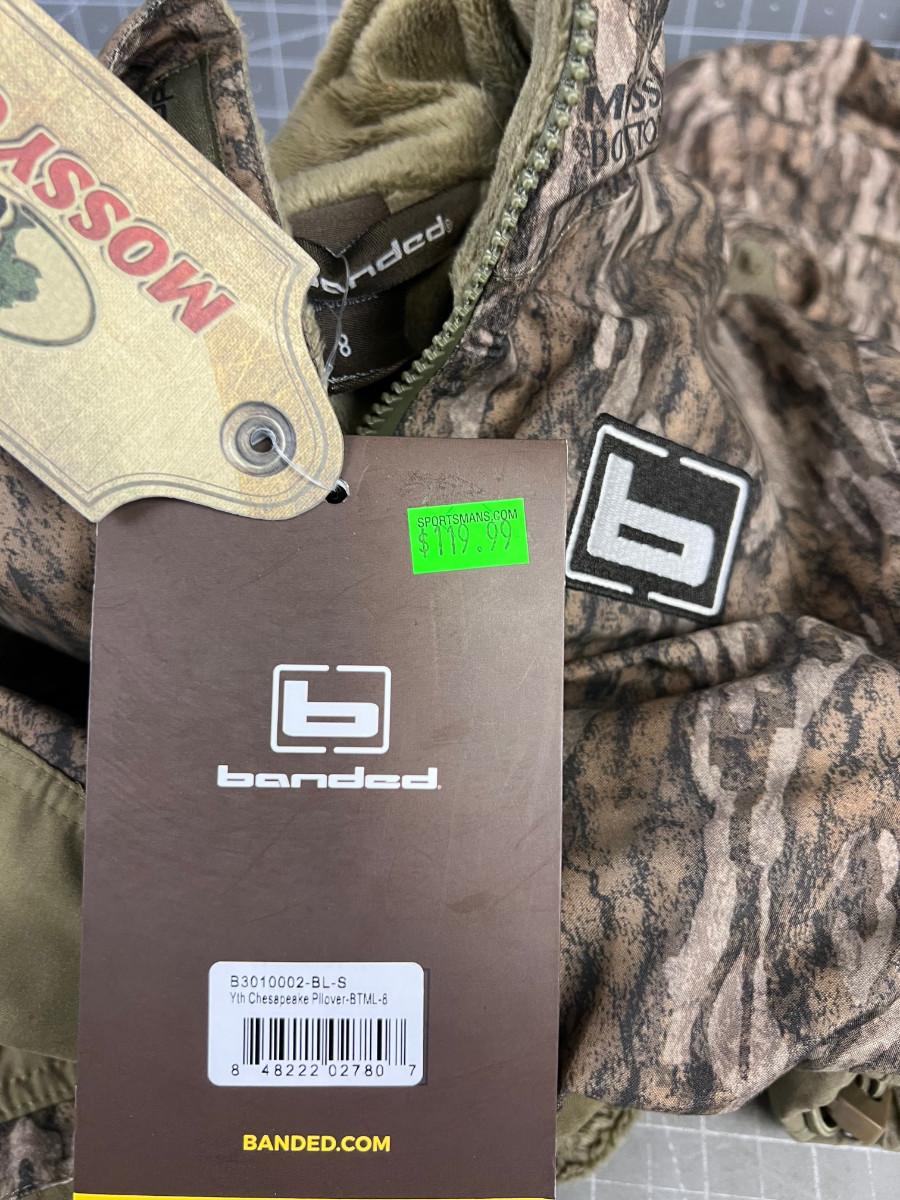 MOSSY
MOSS
BOTTO
banded
8
SPORTSMANS.COM
$119.99
b
b
banded.
B3010002-BL-S
Yth Chesapeake Pllover-BTML-8
8 48222 02780 7
BANDED.COM